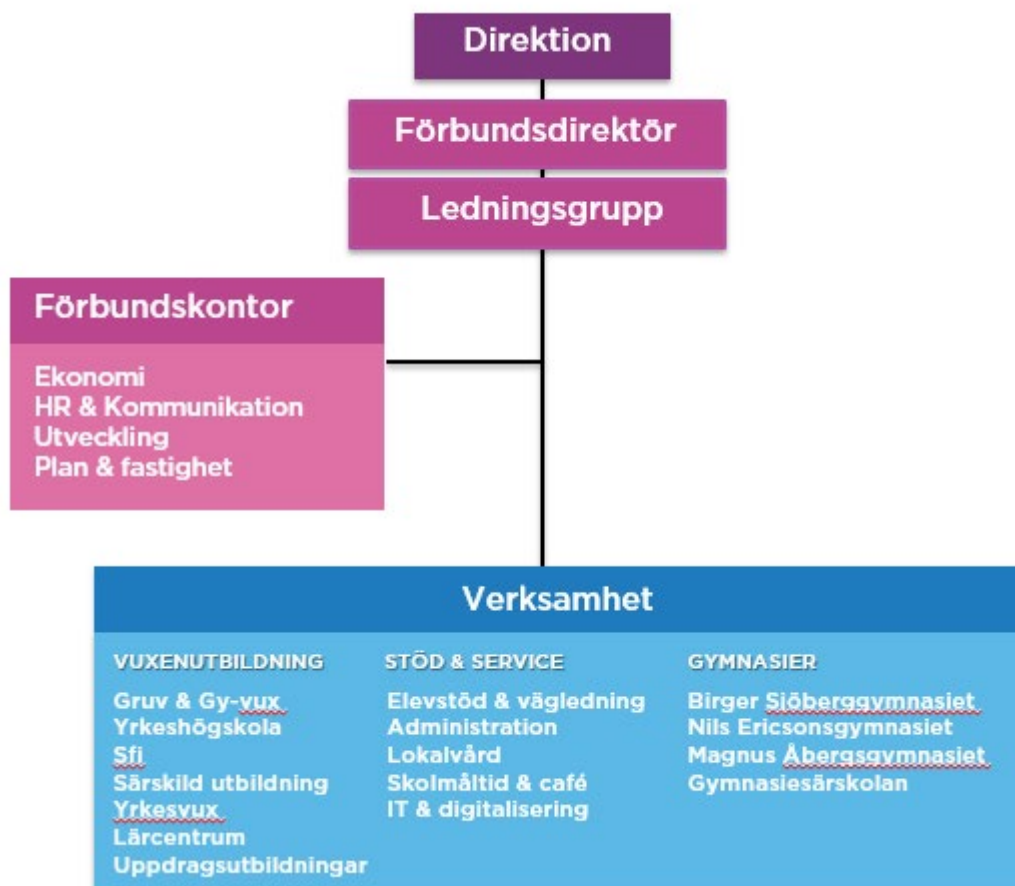 Direktion
Förbundsdirektör
Ledningsgrupp
Förbundskontor
Ekonomi
HR & Kommunikation
Utveckling
Plan & fastighet
Verksamhet
VUXENUTBILDNING
Gruv & Gy-vux
Yrkeshögskola
Sfi
Särskild utbildning
Yrkesvux
Lärcentrum
Uppdragsutbildningar
STÖD & SERVICE
Elevstöd & vägledning
Administration
Lokalvård
Skolmåltid & café
IT & digitalisering
GYMNASIER
Birger Sjöberggymnasiet
Nils Ericsonsgymnasiet
Magnus Åbergsgymnasiet
Gymnasiesärskolan